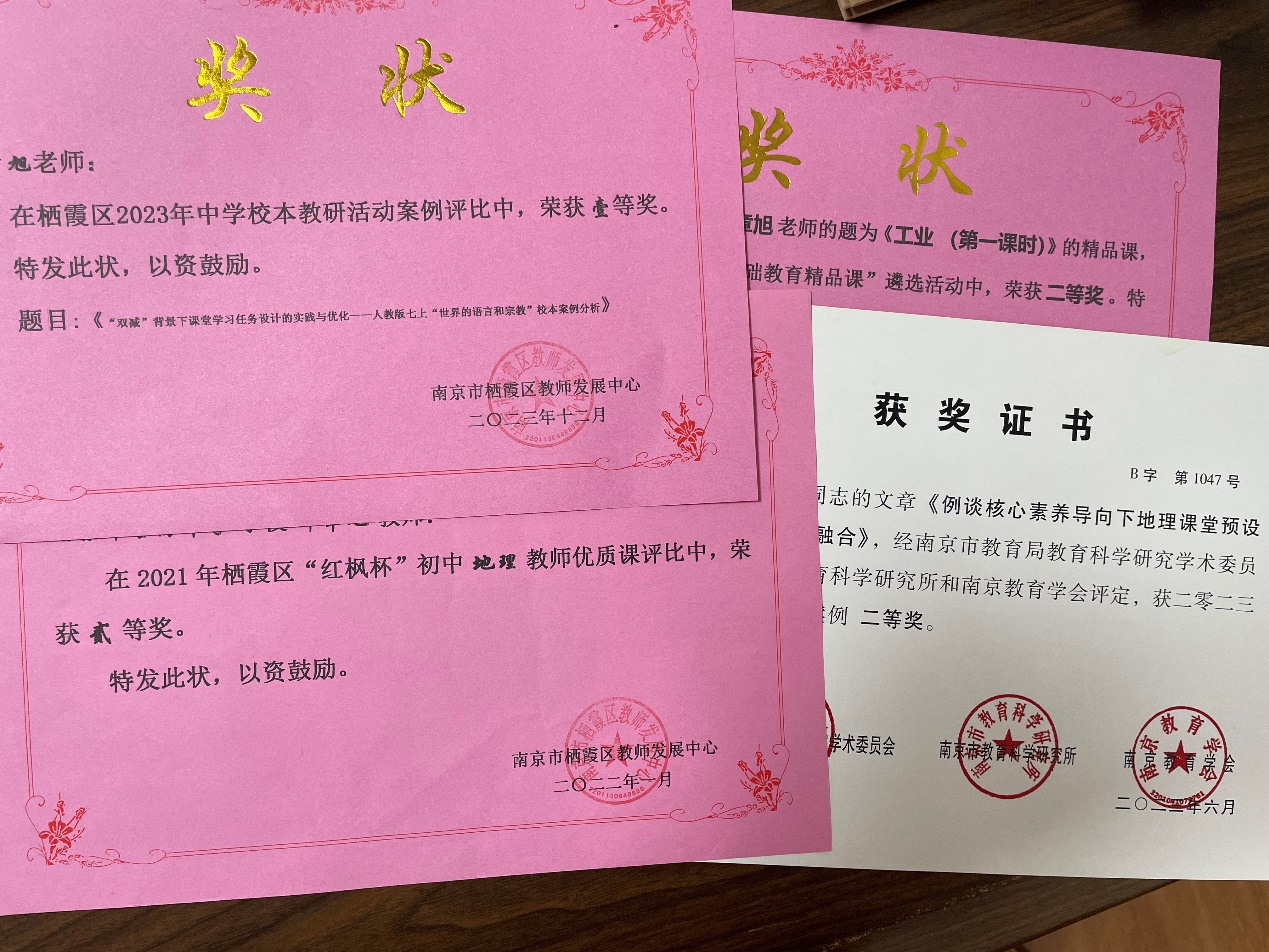 奖 状
旭老师：
在栖霞区2023年中学校本教研活动案例评比中，荣获 壹等奖。
特发此状，以资鼓励。
题目:《“双减”背景下课堂学习任务设计的实践与优化——人教版七上“世界的语言和宗教”校本案例分析》
南京市栖霞区教师发展中心
二〇二三年十二月
奖 状
章旭 老师的题为《工业 （第一课时）》的精品课，
础教育精品课”遴选活动中，荣获 二等奖 。特
在 2021 年栖霞区“红枫杯”初中 地理 教师优质课评比中，荣
获 贰 等奖。
特发此状，以资鼓励。
南京市栖霞区教师发展中心
二〇二二年一月
获 奖 证 书
B 字 第 1047 号
同志的文章《例谈核心素养导向下地理课堂预设
融合》，经南京市教育局教育科学研究学术委员
育科学研究所和南京教育学会评定，获二零二三
案例 二等奖。
学术委员会 南京市教育科学研究所 南 京 教 育 学 会
二〇二三年六月